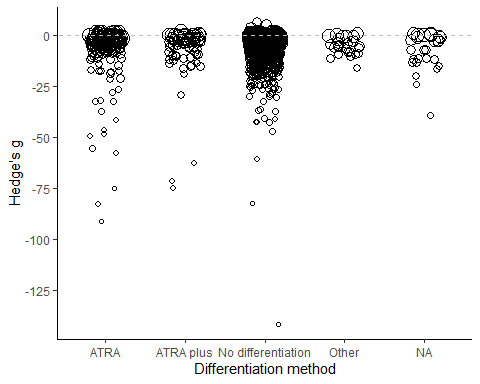 0
-25
-50
-75
-100
-125
Hedge's g
ATRA ATRA plus No differentiation Other NA
Differentiation method